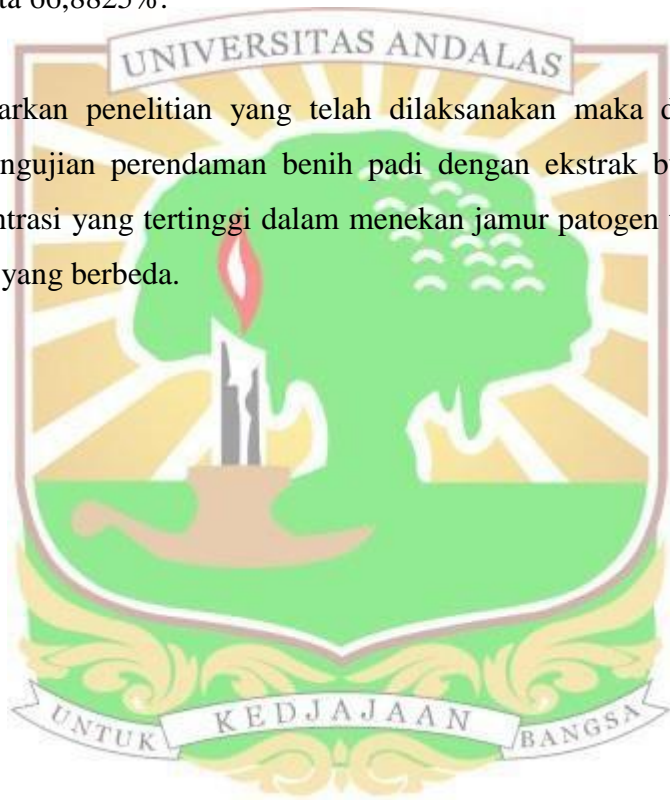 ta 66,8825%.
UNIVERSITAS ANDALAS
arkan penelitian yang telah dilaksanakan maka d
ngujian perendaman benih padi dengan ekstrak b
ntrasi yang tertinggi dalam menekan jamur patogen
yang berbeda.
UNTUK KEDJAJAAN BANGSA